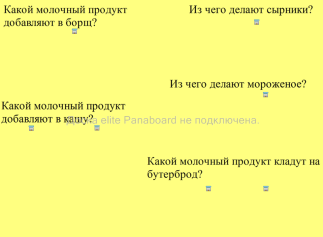 Какой молочный продукт
добавляют в борщ?
Из чего делают сырники?
Из чего делают мороженое?
Какой молочный продукт
добавляют в кашу?
elite Panaboard не подключена.
Какой молочный продукт кладут на
бутерброд?